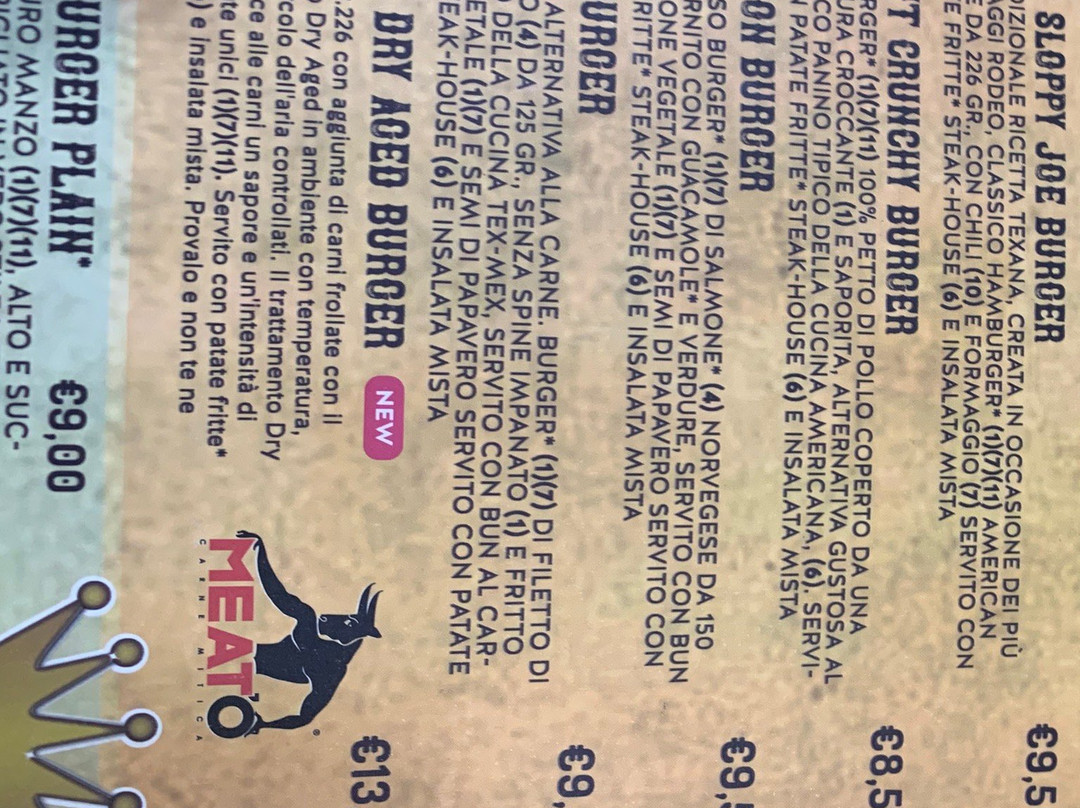 SLOPPY JOE BURGER
DIZIONALE RICETTA TEXANA, CREATA IN OCCASIONE DEI PIÙ
AGGI RODEO, CLASSICO HAMBURGER* (1)(7)(11) AMERICAN
E DA 226 GR., CON CHILI (10) E FORMAGGIO (7) SERVITO CON
TE FRITTE* STEAK-HOUSE (6) E INSALATA MISTA
€9,5
T CRUNCHY BURGER
RGER* (1)(7)(11) 100% PETTO DI POLLO COPERTO DA UNA
URA CROCCANTE (1) E SAPORITA, ALTERNATIVA GUSTOSA AL
CO PANINO TIPICO DELLA CUCINA AMERICANA, (6). SERVI-
N PATATE FRITTE* STEAK-HOUSE (6) E INSALATA MISTA
€8,5
ON BURGER
SO BURGER* (1)(7) DI SALMONE* (4) NORVEGESE DA 150
RNITO CON GUACAMOLE* E VERDURE, SERVITO CON BUN
ONE VEGETALE (1)(7) E SEMI DI PAPAVERO SERVITO CON
RITTE* STEAK-HOUSE (6) E INSALATA MISTA
€9,5
URGER
ALTERNATIVA ALLA CARNE. BURGER* (1)(7) DI FILETTO DI
O (4) DA 125 GR., SENZA SPINE IMPANATO (1) E FRITTO
DELLA CUCINA TEX-MEX, SERVITO CON BUN AL CAR-
ETALE (1)(7) E SEMI DI PAPAVERO SERVITO CON PATATE
TEAK-HOUSE (6) E INSALATA MISTA
€9,
DRY AGED BURGER NEW
.226 con aggiunta di carni frollate con il
) Dry Aged in ambiente con temperatura,
rcolo dell'aria controllati. Il trattamento Dry
ce alle carni un sapore e un'intensità di
te unici (1)(7)(11). Servito con patate fritte*
) e insalata mista. Provalo e non te ne
€13
MEAT'O
CARNE MITICA
®
URGER PLAIN* €9,00
URO MANZO (1)(7)(11), ALTO E SUC-